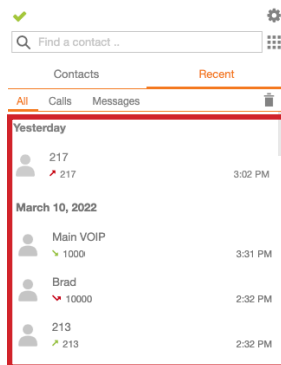 Find a contact ..
Contacts Recent
All Calls Messages
Yesterday
217
217 3:02 PM
March 10, 2022
Main VOIP
1000 3:31 PM
Brad
10000 2:32 PM
213
213 2:32 PM